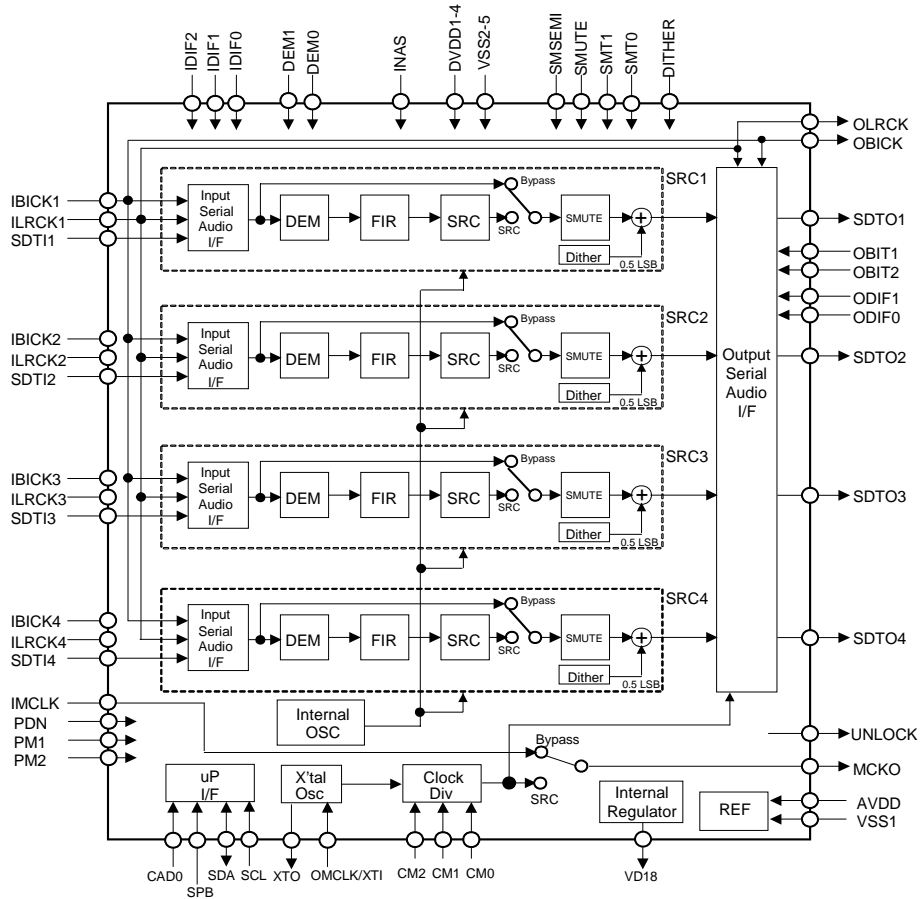 IDIF2
IDIF1
IDIF0
DEM1
DEM0
INAS
DVDD1-4
VSS2-5
SMSEMI
SMUTE
SMT1
SMT0
DITHER
OLRCK
OBICK
IBICK1
ILRCK1
SDTI1
Input
Serial
Audio
I/F
DEM
FIR
SRC
Bypass
SRC
SMUTE
Dither
0.5 LSB
SRC1
SDTO1
OBIT1
OBIT2
ODIF1
ODIF0
IBICK2
ILRCK2
SDTI2
Input
Serial
Audio
I/F
DEM
FIR
SRC
Bypass
SRC
SMUTE
Dither
0.5 LSB
SRC2
Output
Serial
Audio
I/F
SDTO2
IBICK3
ILRCK3
SDTI3
Input
Serial
Audio
I/F
DEM
FIR
SRC
Bypass
SRC
SMUTE
Dither
0.5 LSB
SRC3
SDTO3
IBICK4
ILRCK4
SDTI4
Input
Serial
Audio
I/F
DEM
FIR
SRC
Bypass
SRC
SMUTE
Dither
0.5 LSB
SRC4
SDTO4
IMCLK
PDN
PM1
PM2
Internal
OSC
Bypass
SRC
UNLOCK
MCKO
uP
I/F
X'tal
Osc
Clock
Div
Internal
Regulator
REF
AVDD
VSS1
CAD0
SPB
SDA
SCL
XTO
OMCLK/XTI
CM2
CM1
CM0
VD18